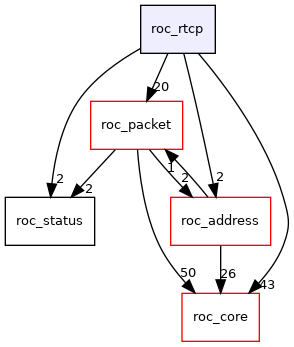 roc_rtcp
20
roc_packet
1
2
2
2
2
roc_status
roc_address
50
26
43
roc_core